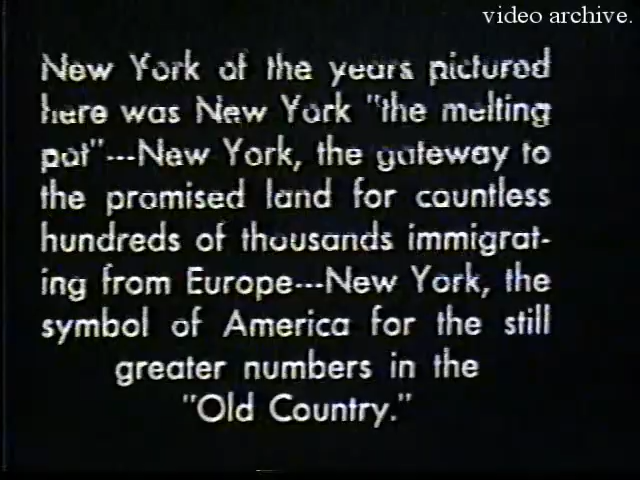 video archive.
New York of the years pictured
here was New York "the melting
pot"---New York, the gateway to
the promised land for countless
hundreds of thousands immigrat-
ing from Europe---New York, the
symbol of America for the still
greater numbers in the
"Old Country."